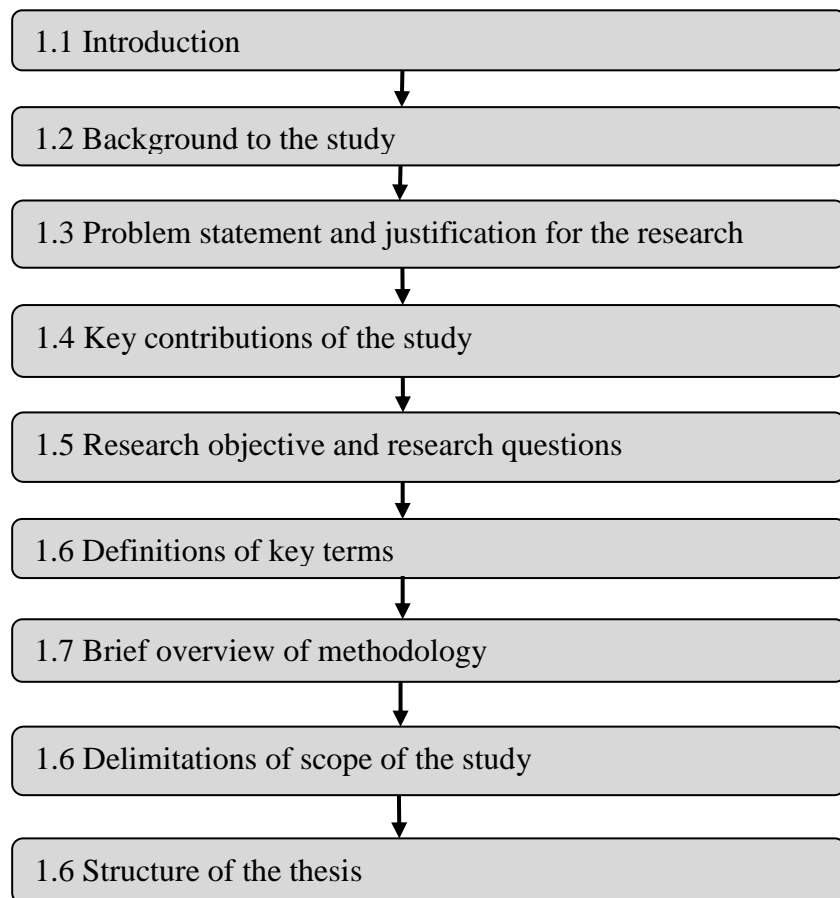 1.1 Introduction
1.2 Background to the study
1.3 Problem statement and justification for the research
1.4 Key contributions of the study
1.5 Research objective and research questions
1.6 Definitions of key terms
1.7 Brief overview of methodology
1.6 Delimitations of scope of the study
1.6 Structure of the thesis